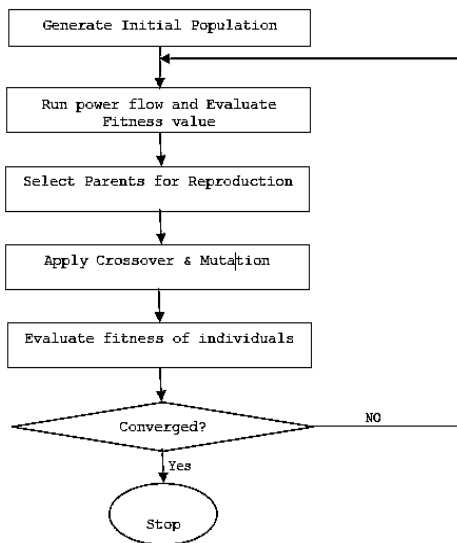 Generate Initial Population
Run power flow and Evaluate
Fitness value
Select Parents for Reproduction
Apply Crossover & Mutation
Evaluate fitness of individuals
Converged?
NO
Yes
Stop